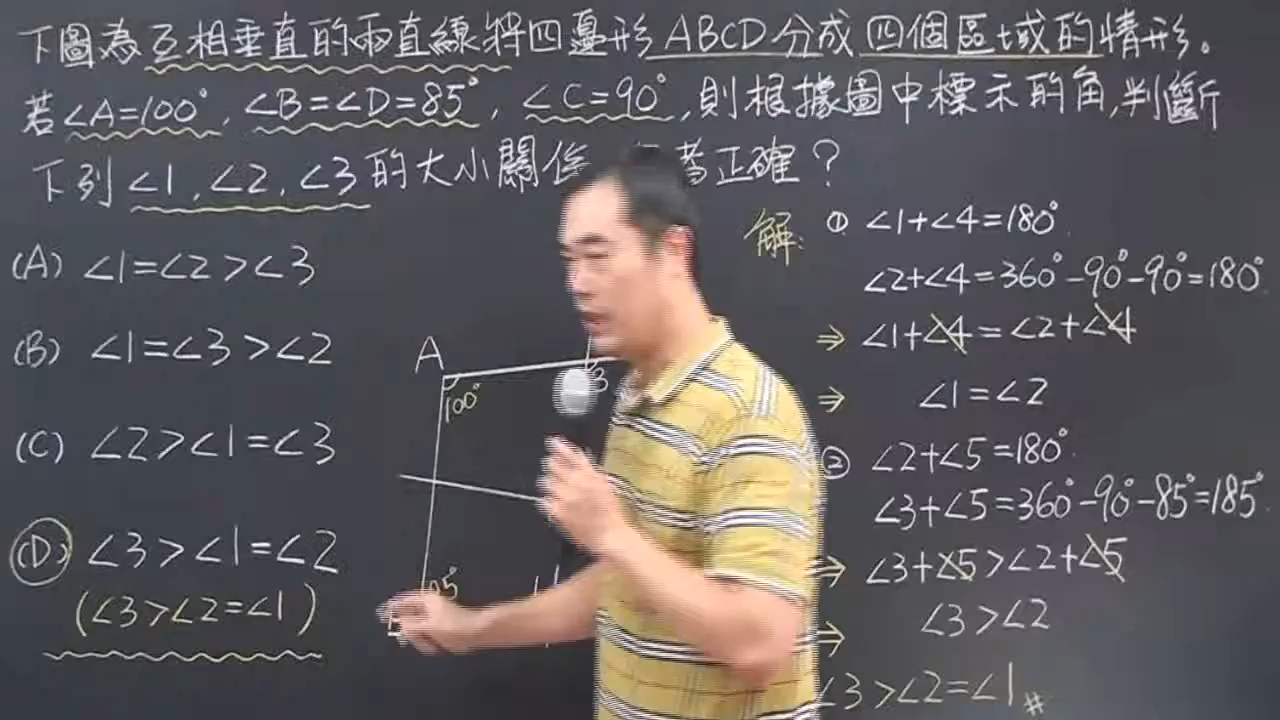 下圖為互相垂直的兩直線將四邊形ABCD分成四個區域的情形。
若∠A=100°, ∠B=∠D=85°, ∠C=90°,則根據圖中標示的角,判斷
下列∠1,∠2,∠3的大小關係 者正確?
(A) ∠1=∠2>∠3
(B) ∠1=∠3>∠2
(C) ∠2>∠1=∠3
(D) ∠3>∠1=∠2
(∠3>∠2=∠1)
A
100°
3
解:
① ∠1+∠4=180°
∠2+∠4=360°-90°-90°=180°
⇒ ∠1+∠4=∠2+∠4
⇒ ∠1=∠2
② ∠2+∠5=180°
∠3+∠5=360°-90°-85°=185°
⇒ ∠3+∠5>∠2+∠5
⇒ ∠3>∠2
∠3>∠2=∠1#